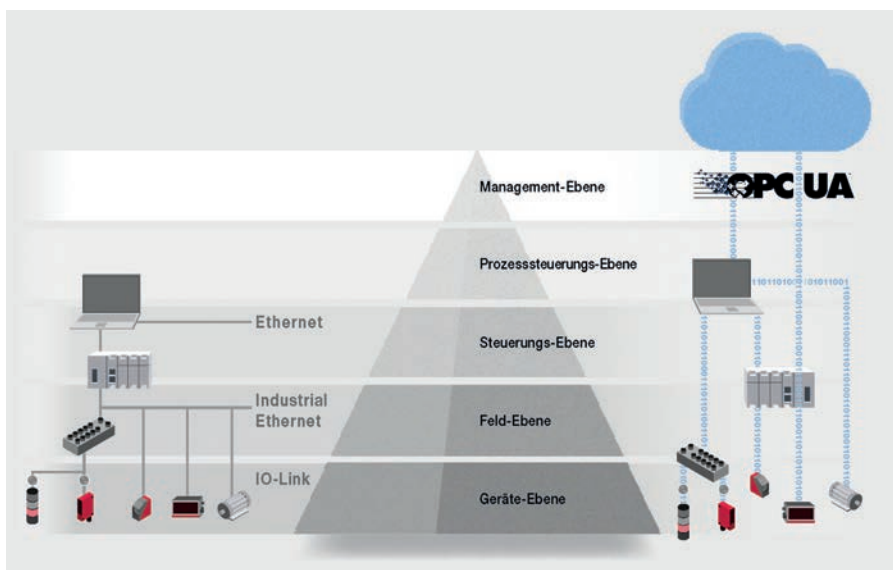 Management-Ebene
OPC UA
Prozesssteuerungs-Ebene
Ethernet
Steuerungs-Ebene
Industrial
Ethernet
Feld-Ebene
IO-Link
Geräte-Ebene